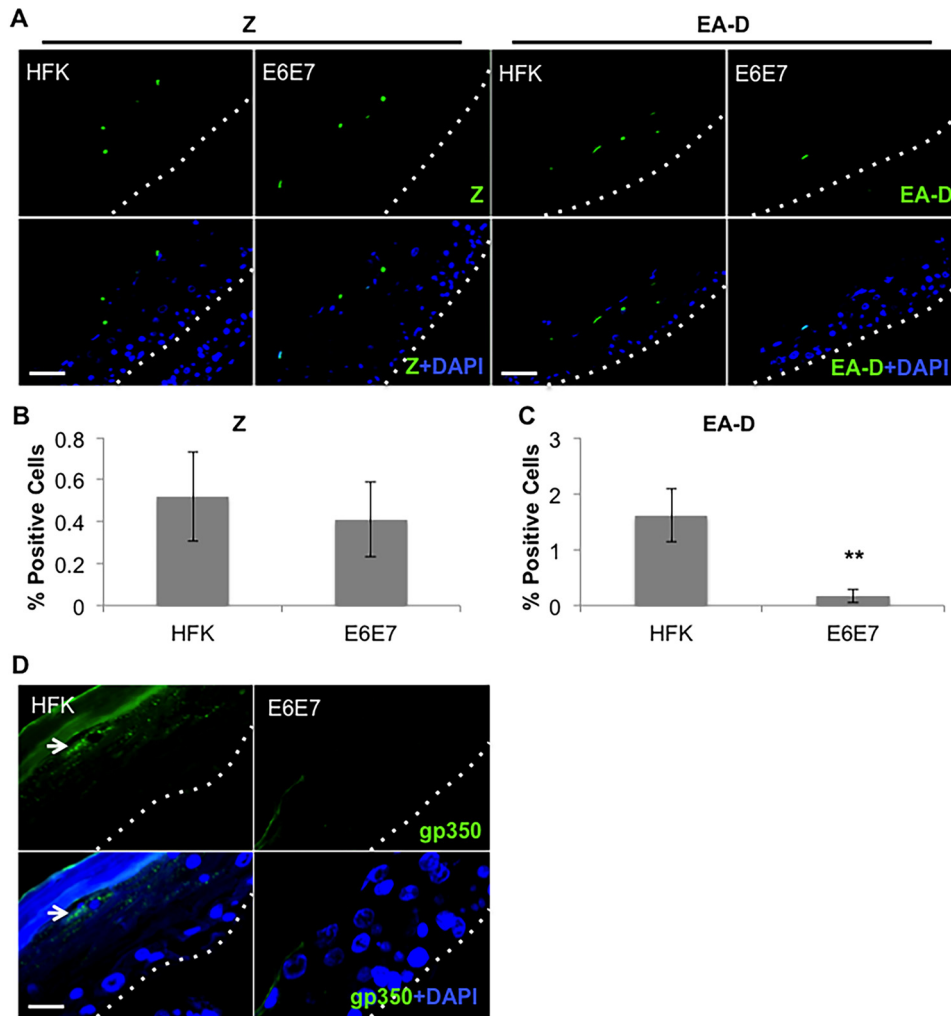 A
Z
EA-D
HFK
E6E7
HFK
E6E7
Z
EA-D
Z+DAPI
EA-D+DAPI
B
Z
% Positive Cells
0.8
0.6
0.4
0.2
0
HFK
E6E7
C
EA-D
% Positive Cells
3
2
1
0
**
HFK
E6E7
D
HFK
E6E7
gp350
gp350+DAPI